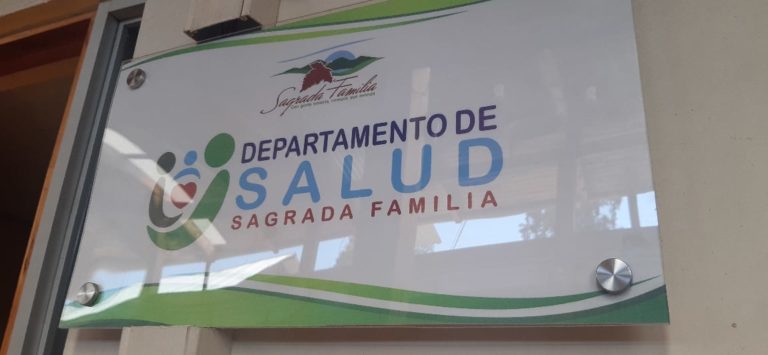 Sagrada Familia
DEPARTAMENTO DE
SALUD
SAGRADA FAMILIA